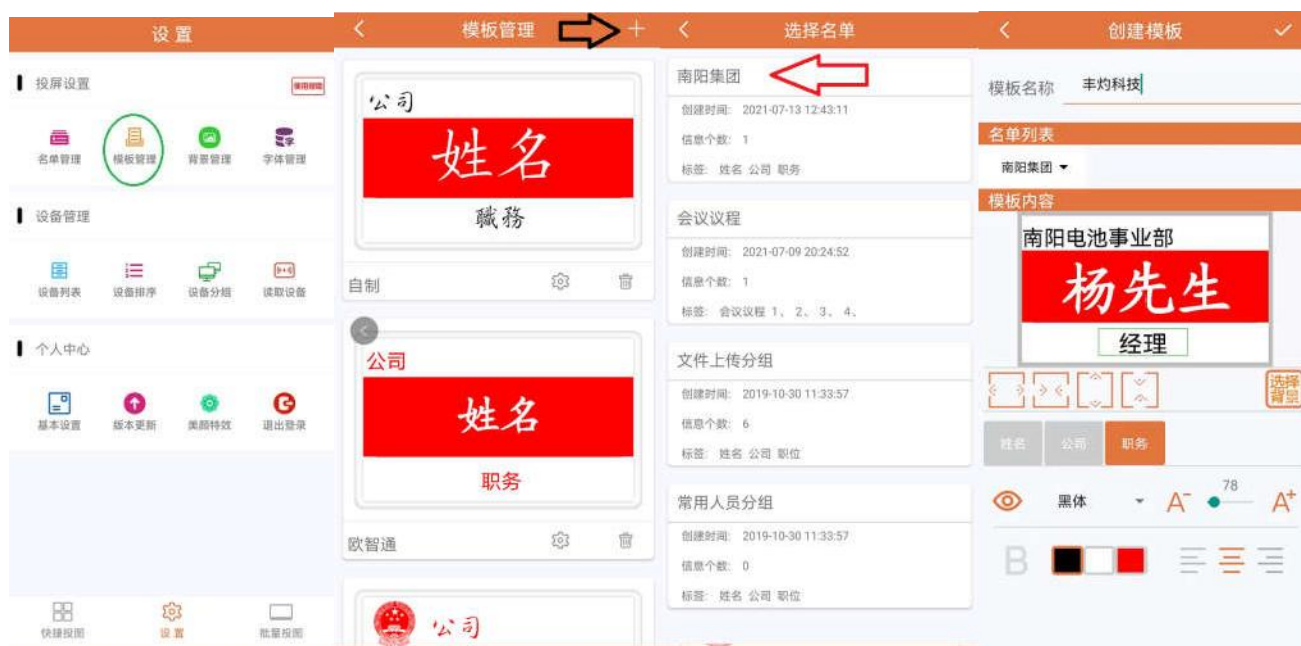 设置
投屏设置
使用帮助
名单管理 模板管理 背景管理 字体管理
设备管理
设备列表 设备排序 设备分组 读取设备
个人中心
基本设置 版本更新 美颜特效 退出登录
快捷投图 设置 批量投图
模板管理
公司
姓名
職務
自制
公司
姓名
职务
欧智通
公司
选择名单
南阳集团
创建时间: 2021-07-13 12:43:11
信息个数: 1
标签: 姓名 公司 职务
会议议程
创建时间: 2021-07-09 20:24:52
信息个数: 1
标签: 会议议程 1、 2、 3、 4、
文件上传分组
创建时间: 2019-10-30 11:33:57
信息个数: 6
标签: 姓名 公司 职位
常用人员分组
创建时间: 2019-10-30 11:33:57
信息个数: 0
标签: 姓名 公司 职位
创建模板
模板名称 丰灼科技
名单列表
南阳集团
模板内容
南阳电池事业部
杨先生
经理
选择
背景
姓名 公司 职务
黑体 A- 78 A+
B